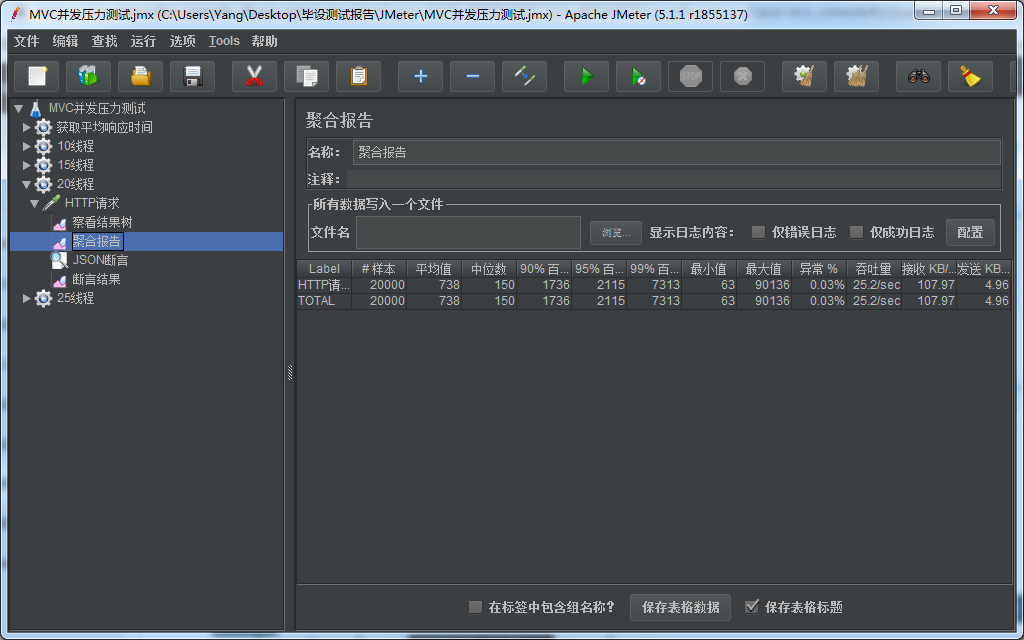 MVC并发压力测试.jmx (C:\Users\Yang\Desktop\毕设测试报告\JMeter\MVC并发压力测试.jmx) - Apache JMeter (5.1.1 r1855137)
文件 编辑 查找 运行 选项 Tools 帮助
STOP
MVC并发压力测试
获取平均响应时间
10线程
15线程
20线程
HTTP请求
察看结果树
聚合报告
JSON断言
断言结果
25线程
聚合报告
名称： 聚合报告
注释：
所有数据写入一个文件
文件名 浏览... 显示日志内容： 仅错误日志 仅成功日志 配置
Label # 样本 平均值 中位数 90% 百... 95% 百... 99% 百... 最小值 最大值 异常 % 吞吐量 接收 KB/... 发送 KB...
HTTP请... 20000 738 150 1736 2115 7313 63 90136 0.03% 25.2/sec 107.97 4.96
TOTAL 20000 738 150 1736 2115 7313 63 90136 0.03% 25.2/sec 107.97 4.96
在标签中包含组名称? 保存表格数据 保存表格标题